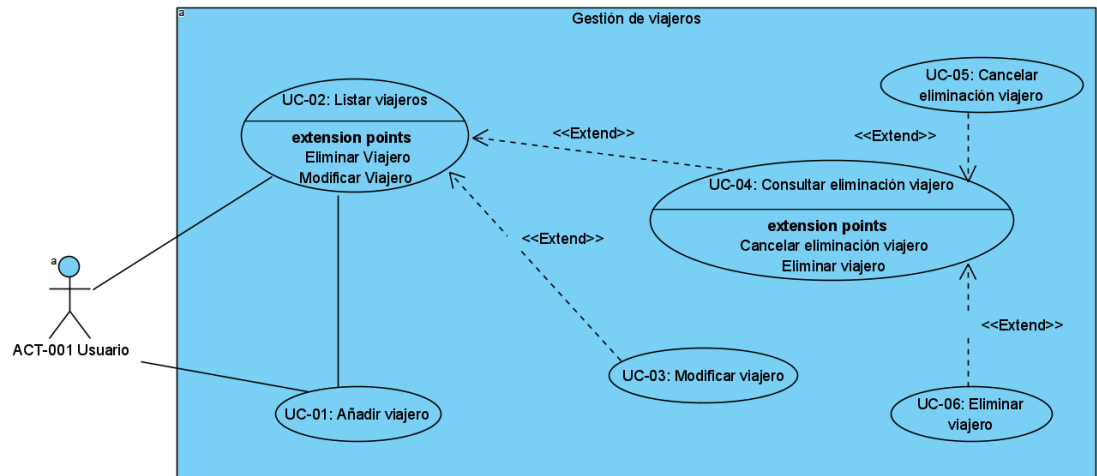 a
Gestión de viajeros
UC-02: Listar viajeros
extension points
Eliminar Viajero
Modificar Viajero
<<Extend>>
UC-05: Cancelar
eliminación viajero
<<Extend>>
UC-04: Consultar eliminación viajero
extension points
Cancelar eliminación viajero
Eliminar viajero
<<Extend>>
<<Extend>>
a
ACT-001 Usuario
UC-01: Añadir viajero
UC-03: Modificar viajero
UC-06: Eliminar
viajero